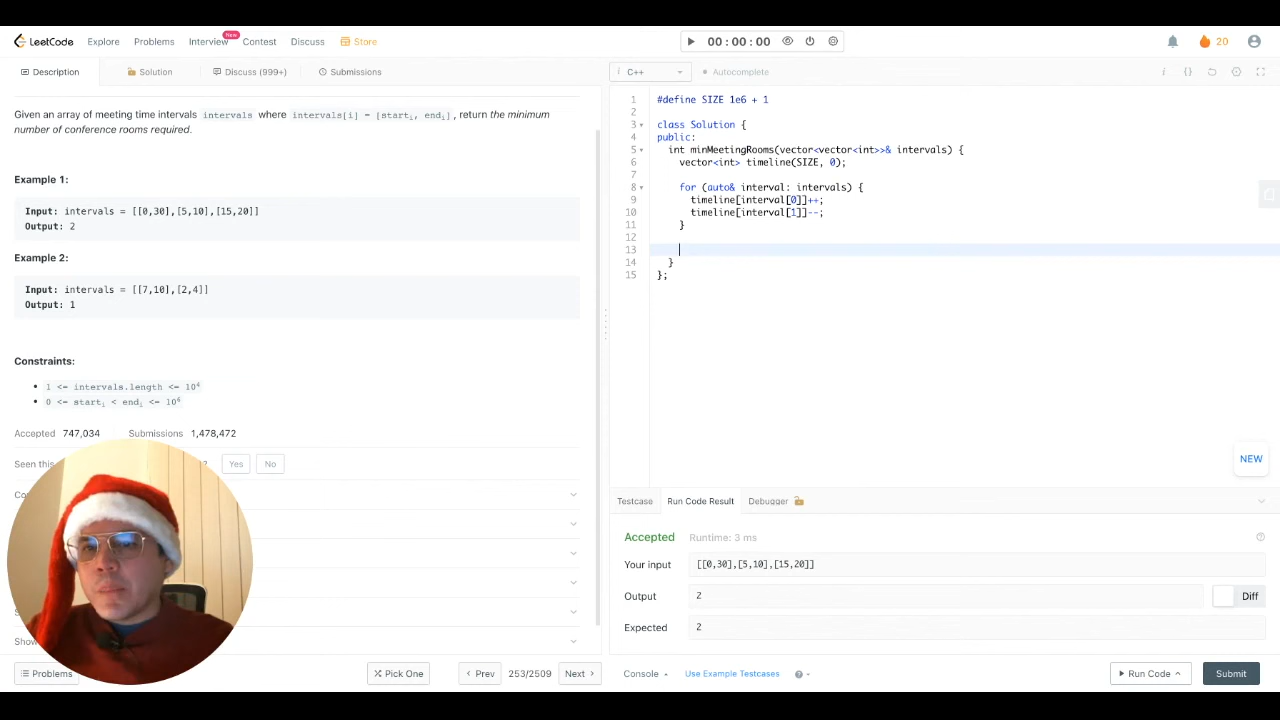 LeetCode Explore Problems Interview New Contest Discuss Store 00 : 00 : 00 20
Description Solution Discuss (999+) Submissions
i C++ Autocomplete
Given an array of meeting time intervals intervals where intervals[i] = [starti, endi], return the minimum
number of conference rooms required.
Example 1:
Input: intervals = [[0,30],[5,10],[15,20]]
Output: 2
Example 2:
Input: intervals = [[7,10],[2,4]]
Output: 1
Constraints:
1 <= intervals.length <= 10⁴
0 <= starti < endi <= 10⁶
Accepted 747,034 Submissions 1,478,472
Seen this ? Yes No
Co
S
Show
Problems Pick One Prev 253/2509 Next
1 #define SIZE 1e6 + 1
2
3 class Solution {
4 public:
5 int minMeetingRooms(vector<vector<int>>& intervals) {
6 vector<int> timeline(SIZE, 0);
7
8 for (auto& interval: intervals) {
9 timeline[interval[0]]++;
10 timeline[interval[1]]--;
11 }
12
13
14 }
15 };
NEW
Testcase Run Code Result Debugger
Accepted Runtime: 3 ms
Your input [[0,30],[5,10],[15,20]]
Output 2 Diff
Expected 2
Console Use Example Testcases Run Code Submit